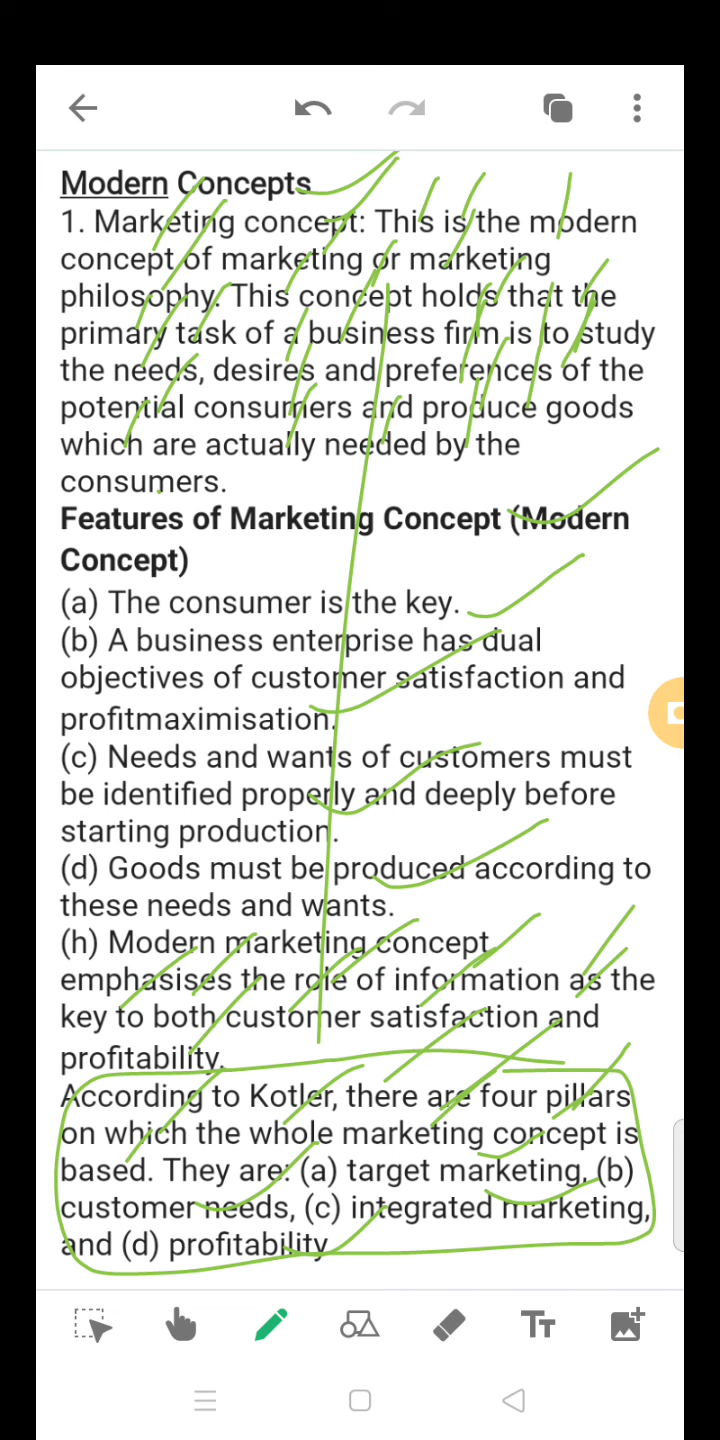 Modern Concepts
1. Marketing concept: This is the modern
concept of marketing or marketing
philosophy. This concept holds that the
primary task of a business firm is to study
the needs, desires and preferences of the
potential consumers and produce goods
which are actually needed by the
consumers.
Features of Marketing Concept (Modern
Concept)
(a) The consumer is the key.
(b) A business enterprise has dual
objectives of customer satisfaction and
profitmaximisation.
(c) Needs and wants of customers must
be identified properly and deeply before
starting production.
(d) Goods must be produced according to
these needs and wants.
(h) Modern marketing concept
emphasises the role of information as the
key to both customer satisfaction and
profitability.
According to Kotler, there are four pillars
on which the whole marketing concept is
based. They are: (a) target marketing, (b)
customer needs, (c) integrated marketing,
and (d) profitability
TT